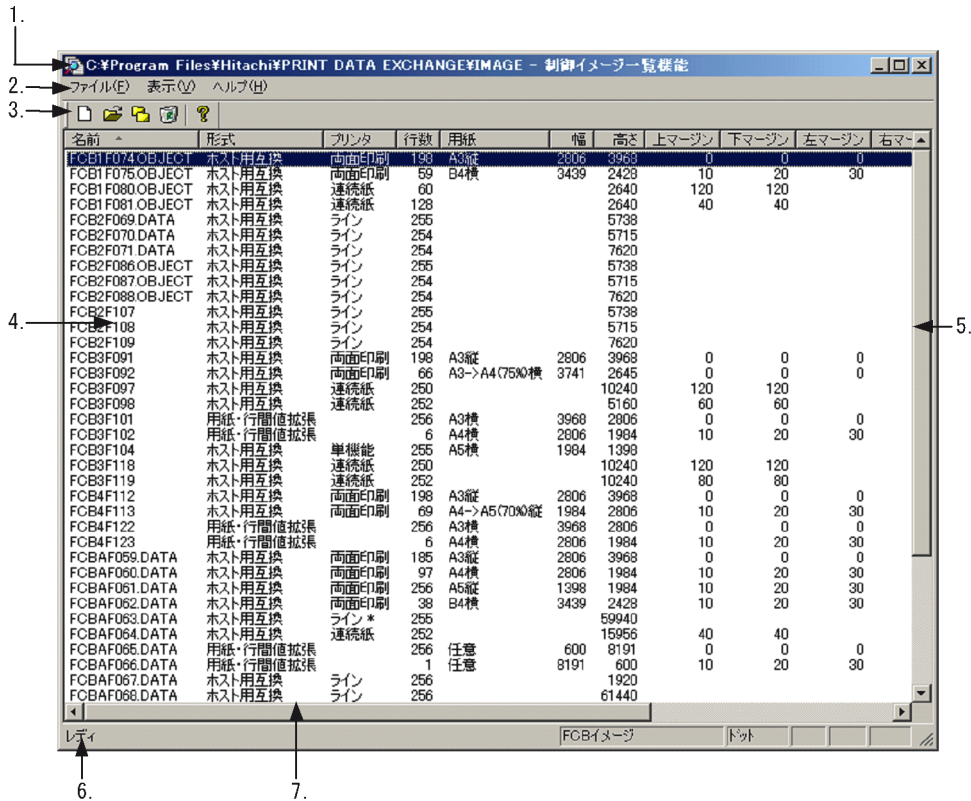 1.
C:¥Program Files¥Hitachi¥PRINT DATA EXCHANGE¥IMAGE - 制御イメージ一覧機能
2.
ファイル(F) 表示(V) ヘルプ(H)
3.
名前 形式 プリンタ 行数 用紙 幅 高さ 上マージン 下マージン 左マージン 右マー
FCB1F074.OBJECT ホスト用互換 両面印刷 198 A3縦 2806 3968 0 0 0
FCB1F075.OBJECT ホスト用互換 両面印刷 59 B4横 3439 2428 10 20 30
FCB1F080.OBJECT ホスト用互換 連続紙 60 2640 120 120
FCB1F081.OBJECT ホスト用互換 連続紙 128 2640 40 40
FCB2F069.DATA ホスト用互換 ライン 255 5738
FCB2F070.DATA ホスト用互換 ライン 254 5715
FCB2F071.DATA ホスト用互換 ライン 254 7620
FCB2F086.OBJECT ホスト用互換 ライン 255 5738
FCB2F087.OBJECT ホスト用互換 ライン 254 5715
FCB2F088.OBJECT ホスト用互換 ライン 254 7620
FCB2F107 ホスト用互換 ライン 255 5738
4.
FCB2F108 ホスト用互換 ライン 254 5715
5.
FCB2F109 ホスト用互換 ライン 254 7620
FCB3F091 ホスト用互換 両面印刷 198 A3縦 2806 3968 0 0 0
FCB3F092 ホスト用互換 両面印刷 66 A3->A4(75%)横 3741 2645 0 0 0
FCB3F097 ホスト用互換 連続紙 250 10240 120 120
FCB3F098 ホスト用互換 連続紙 252 5160 60 60
FCB3F101 用紙・行間値拡張 256 A3横 3968 2806 0 0 0
FCB3F102 用紙・行間値拡張 6 A4横 2806 1984 10 20 30
FCB3F104 ホスト用互換 単機能 255 A5横 1984 1398
FCB3F118 ホスト用互換 連続紙 250 10240 120 120
FCB3F119 ホスト用互換 連続紙 252 10240 80 80
FCB4F112 ホスト用互換 両面印刷 198 A3縦 2806 3968 0 0 0
FCB4F113 ホスト用互換 両面印刷 69 A4->A5(70%)縦 1984 2806 10 20 30
FCB4F122 用紙・行間値拡張 256 A3横 3968 2806 0 0 0
FCB4F123 用紙・行間値拡張 6 A4横 2806 1984 10 20 30
FCBAF059.DATA ホスト用互換 両面印刷 185 A3縦 2806 3968 0 0 0
FCBAF060.DATA ホスト用互換 両面印刷 97 A4横 2806 1984 10 20 30
FCBAF061.DATA ホスト用互換 両面印刷 256 A5縦 1398 1984 10 20 30
FCBAF062.DATA ホスト用互換 両面印刷 38 B4横 3439 2428 10 20 30
FCBAF063.DATA ホスト用互換 ライン * 255 59940
FCBAF064.DATA ホスト用互換 連続紙 252 15956 40 40
FCBAF065.DATA 用紙・行間値拡張 256 任意 600 8191 0 0 0
FCBAF066.DATA 用紙・行間値拡張 1 任意 8191 600 10 20 30
FCBAF067.DATA ホスト用互換 ライン 256 1920
FCBAF068.DATA ホスト用互換 ライン 256 61440
レディ FCBイメージ ドット
6.
7.